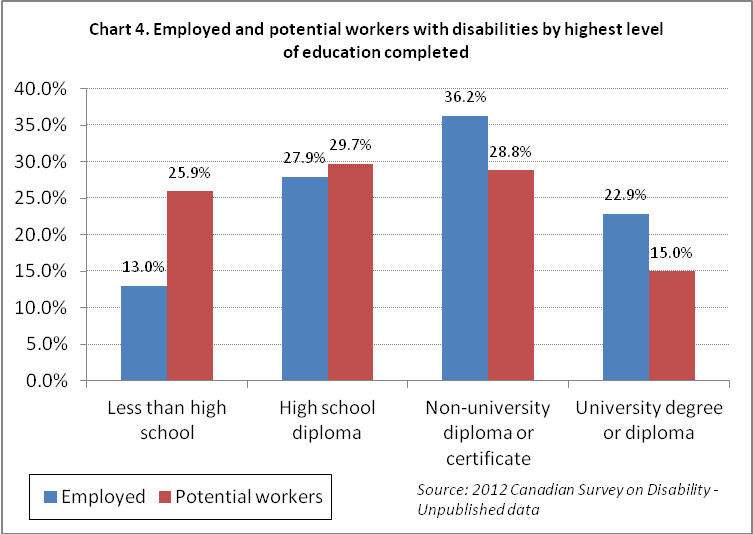 Chart 4. Employed and potential workers with disabilities by highest level
of education completed
40.0%
35.0%
30.0%
25.0%
20.0%
15.0%
10.0%
5.0%
0.0%
13.0%
25.9%
27.9%
29.7%
36.2%
28.8%
22.9%
15.0%
Less than high
school
High school
diploma
Non-university
diploma or
certificate
University degree
or diploma
Employed
Potential workers
Source: 2012 Canadian Survey on Disability -
Unpublished data